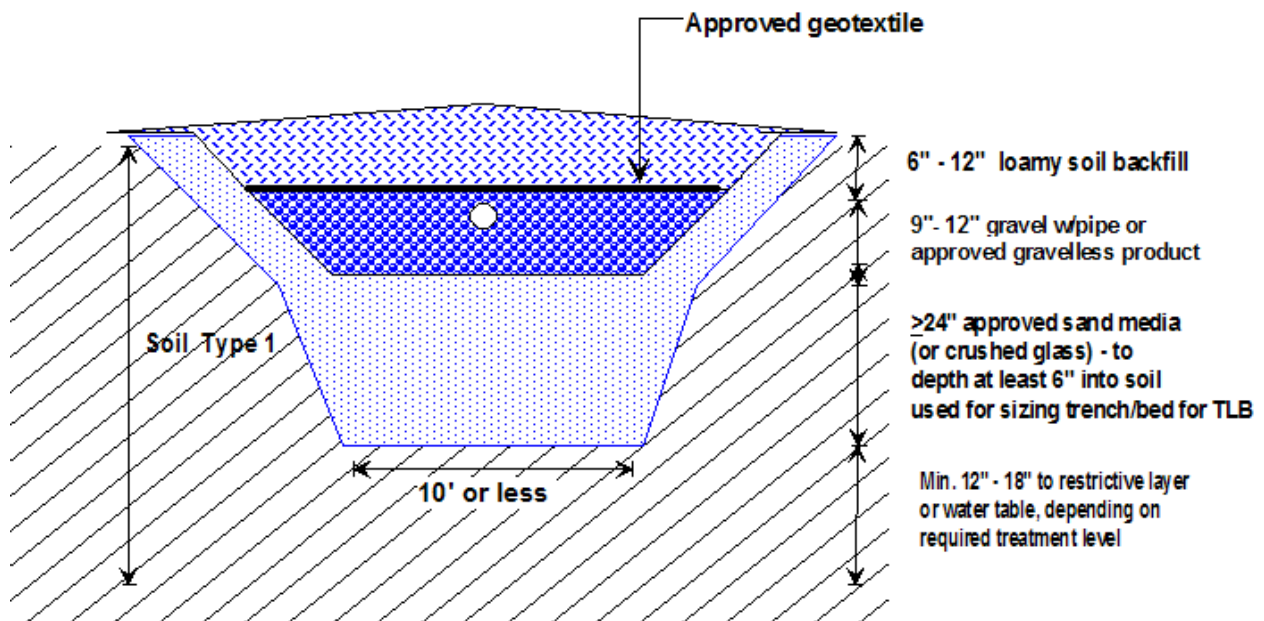 Approved geotextile
6" - 12" loamy soil backfill
9"- 12" gravel w/pipe or
approved gravelless product
Soil Type 1
>24" approved sand media
(or crushed glass) - to
depth at least 6" into soil
used for sizing trench/bed for TLB
10' or less
Min. 12" - 18" to restrictive layer
or water table, depending on
required treatment level